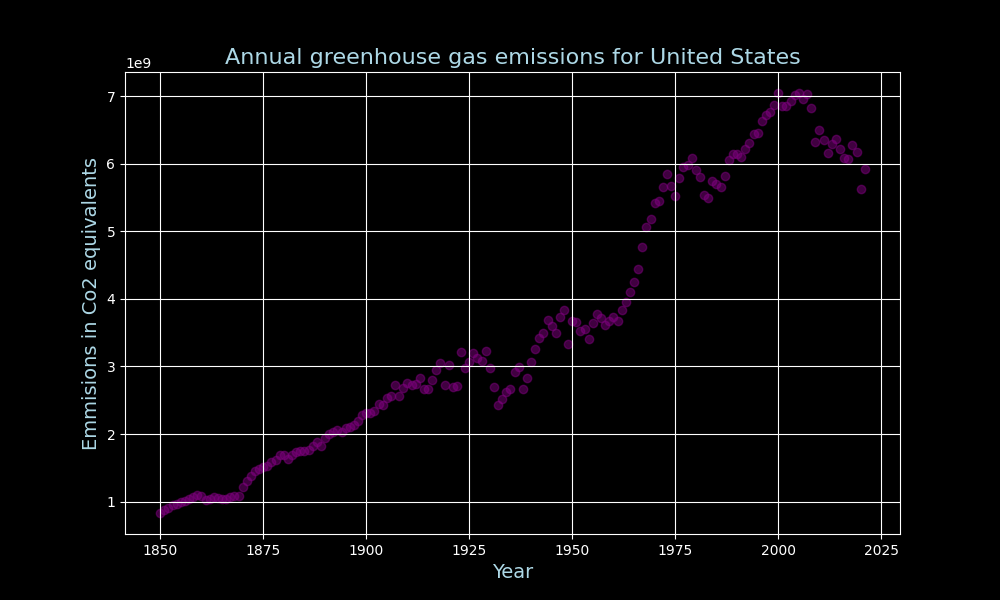 Annual greenhouse gas emissions for United States
1e9
7
6
5
4
3
2
1
Emmisions in Co2 equivalents
1850 1875 1900 1925 1950 1975 2000 2025
Year